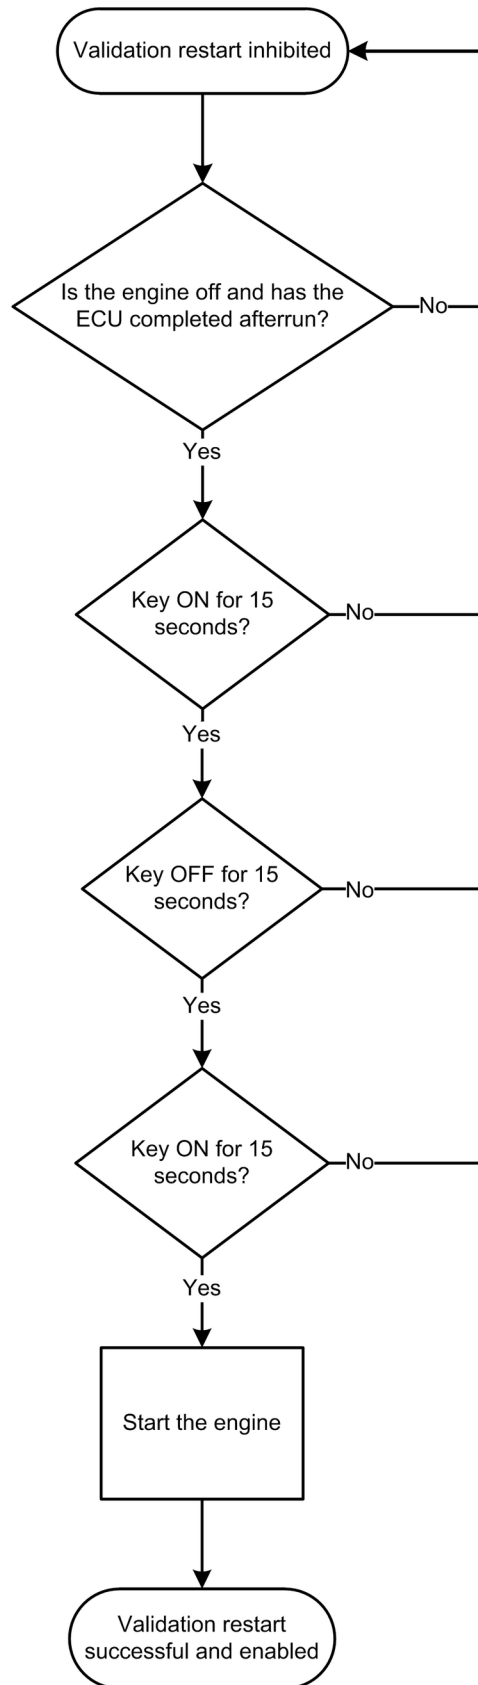 Validation restart inhibited
Is the engine off and has the
ECU completed afterrun?
No
Yes
Key ON for 15
seconds?
No
Yes
Key OFF for 15
seconds?
No
Yes
Key ON for 15
seconds?
No
Yes
Start the engine
Validation restart
successful and enabled